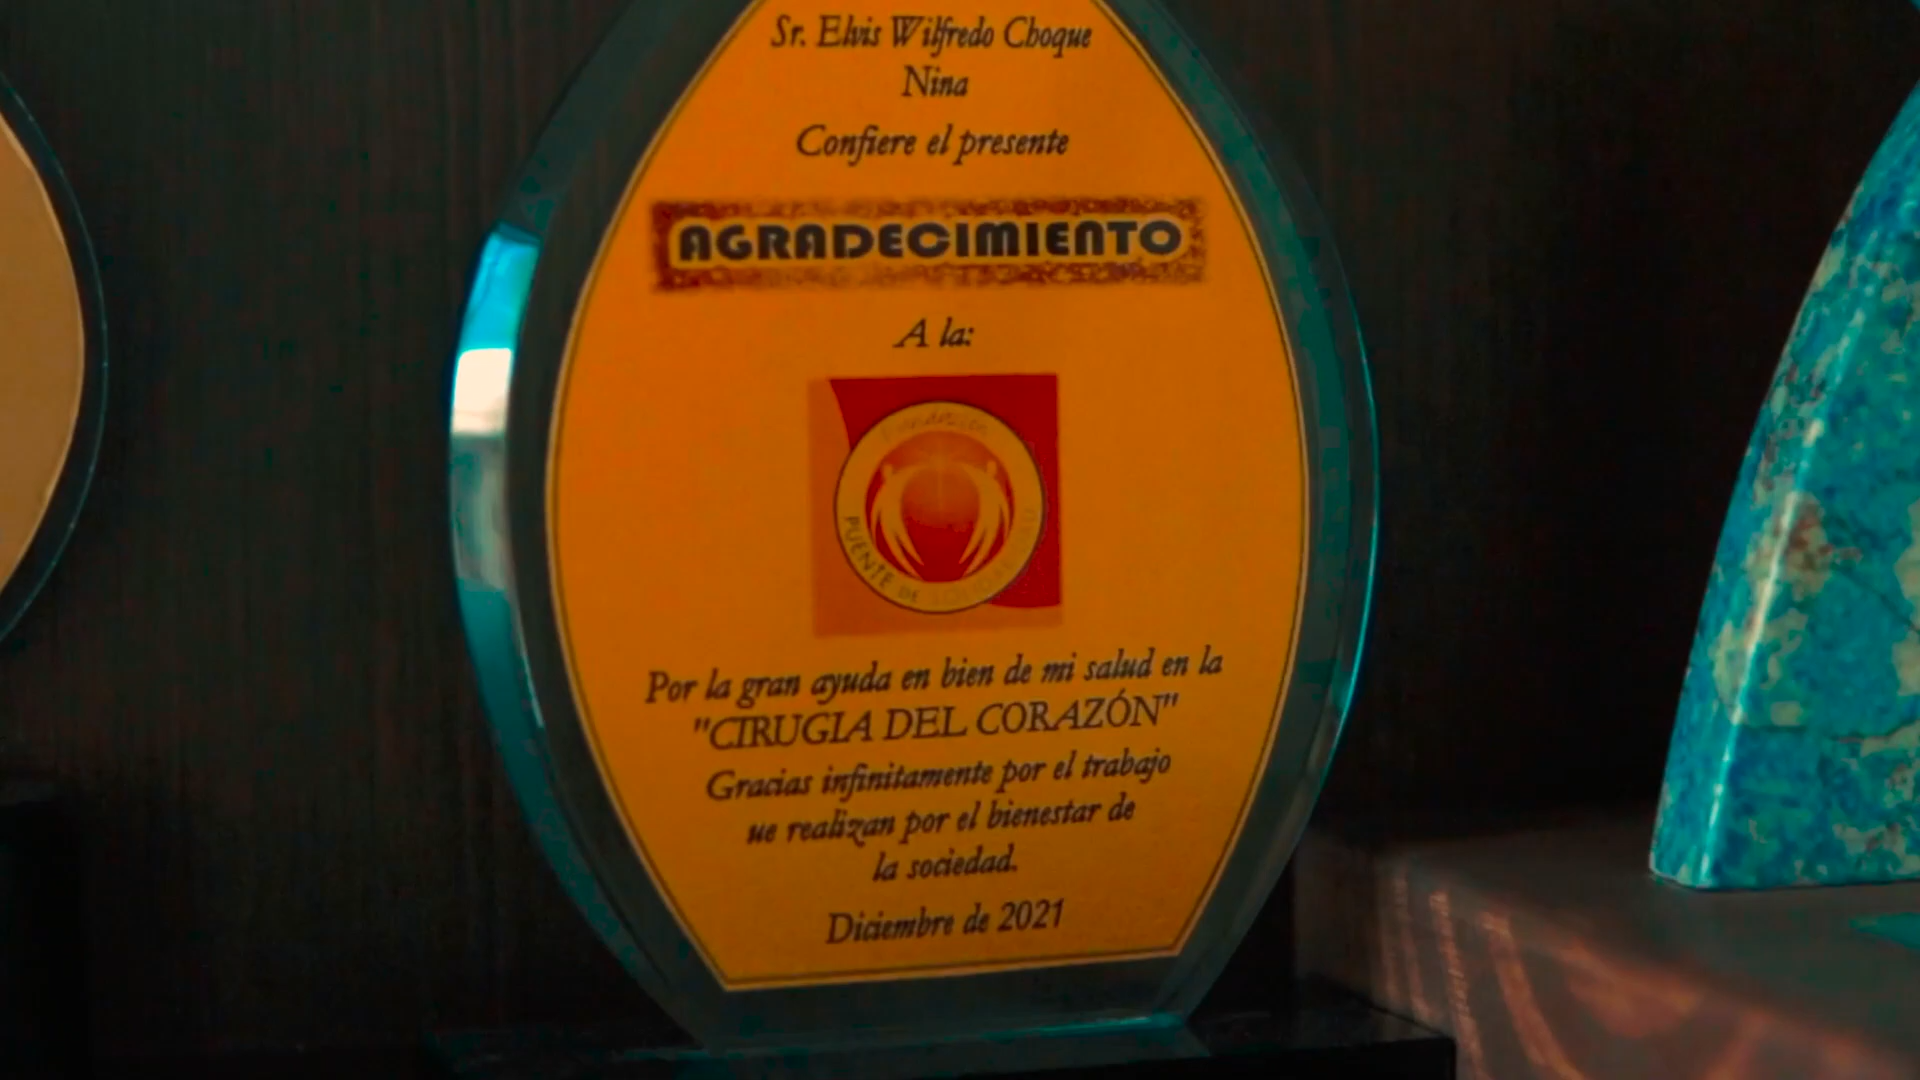 Sr. Elvis Wilfredo Choque
Nina
Confiere el presente
AGRADECIMIENTO
A la:
Fundación
PUENTE DE SOLIDARIDAD
Por la gran ayuda en bien de mi salud en la
"CIRUGIA DEL CORAZÓN"
Gracias infinitamente por el trabajo
ue realizan por el bienestar de
la sociedad.
Diciembre de 2021